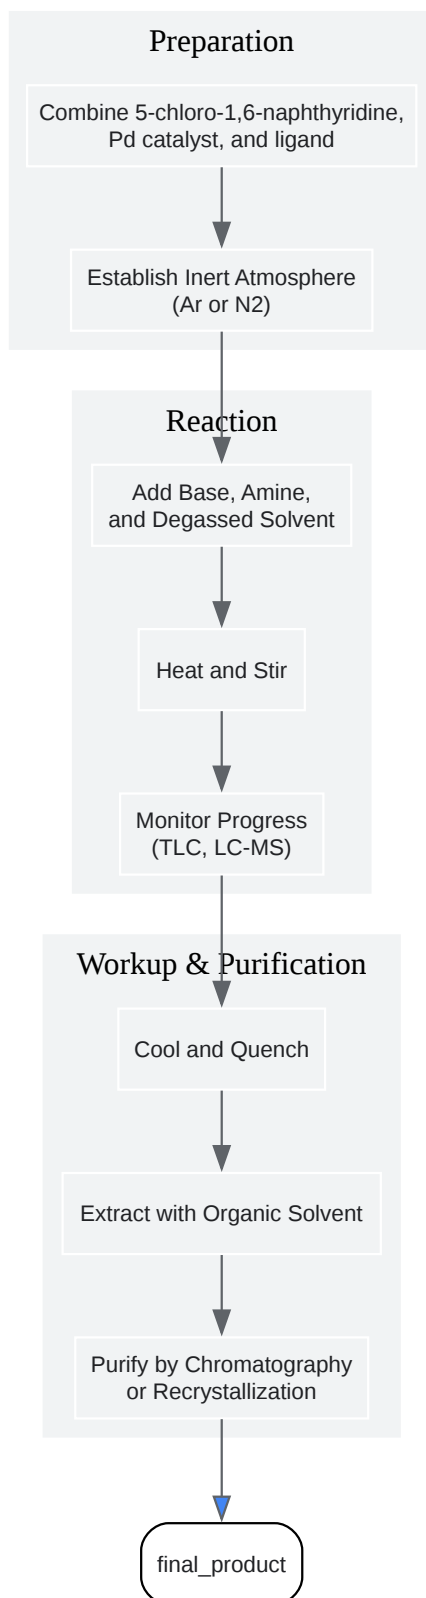 Preparation
Combine 5-chloro-1,6-naphthyridine,
Pd catalyst, and ligand
Establish Inert Atmosphere
(Ar or N2)
Reaction
Add Base, Amine,
and Degassed Solvent
Heat and Stir
Monitor Progress
(TLC, LC-MS)
Workup & Purification
Cool and Quench
Extract with Organic Solvent
Purify by Chromatography
or Recrystallization
final_product